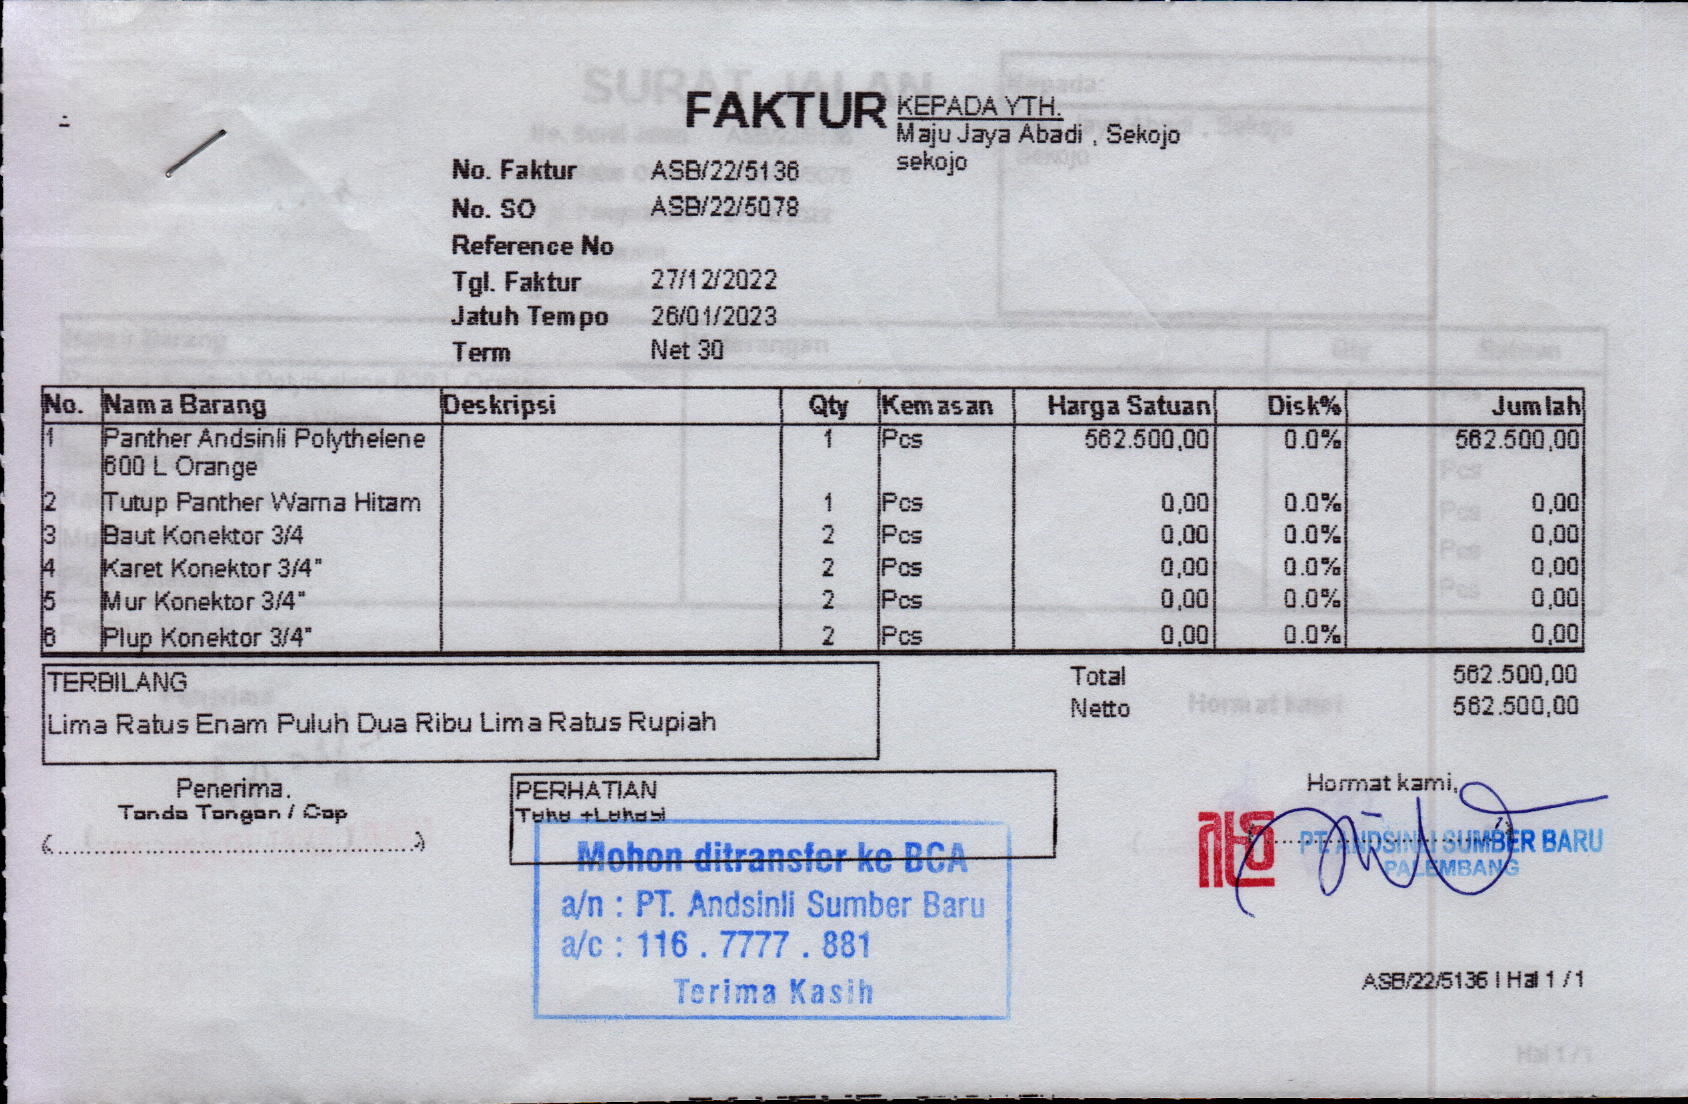 FAKTUR
KEPADA YTH.
Maju Jaya Abadi , Sekojo
sekojo
No. Faktur ASB/22/5136
No. SO ASB/22/5078
Reference No
Tgl. Faktur 27/12/2022
Jatuh Tempo 26/01/2023
Term Net 30
No. Nama Barang Deskripsi Qty Kemasan Harga Satuan Disk% Jumlah
1 Panther Andsinli Polythelene 1 Pcs 562.500,00 0.0% 562.500,00
600 L Orange
2 Tutup Panther Warna Hitam 1 Pcs 0,00 0.0% 0,00
3 Baut Konektor 3/4 2 Pcs 0,00 0.0% 0,00
4 Karet Konektor 3/4" 2 Pcs 0,00 0.0% 0,00
5 Mur Konektor 3/4" 2 Pcs 0,00 0.0% 0,00
6 Plup Konektor 3/4" 2 Pcs 0,00 0.0% 0,00
TERBILANG
Lima Ratus Enam Puluh Dua Ribu Lima Ratus Rupiah
Total 562.500,00
Netto 562.500,00
Penerima.
Tanda Tangan / Cap
(..............................)
PERHATIAN
Mohon ditransfer ke BCA
a/n : PT. Andsinli Sumber Baru
a/c : 116 . 7777 . 881
Terima Kasih
Hormat kami,
PT. ANDSINLI SUMBER BARU
PALEMBANG
ASB/22/5136 | Hal 1 / 1